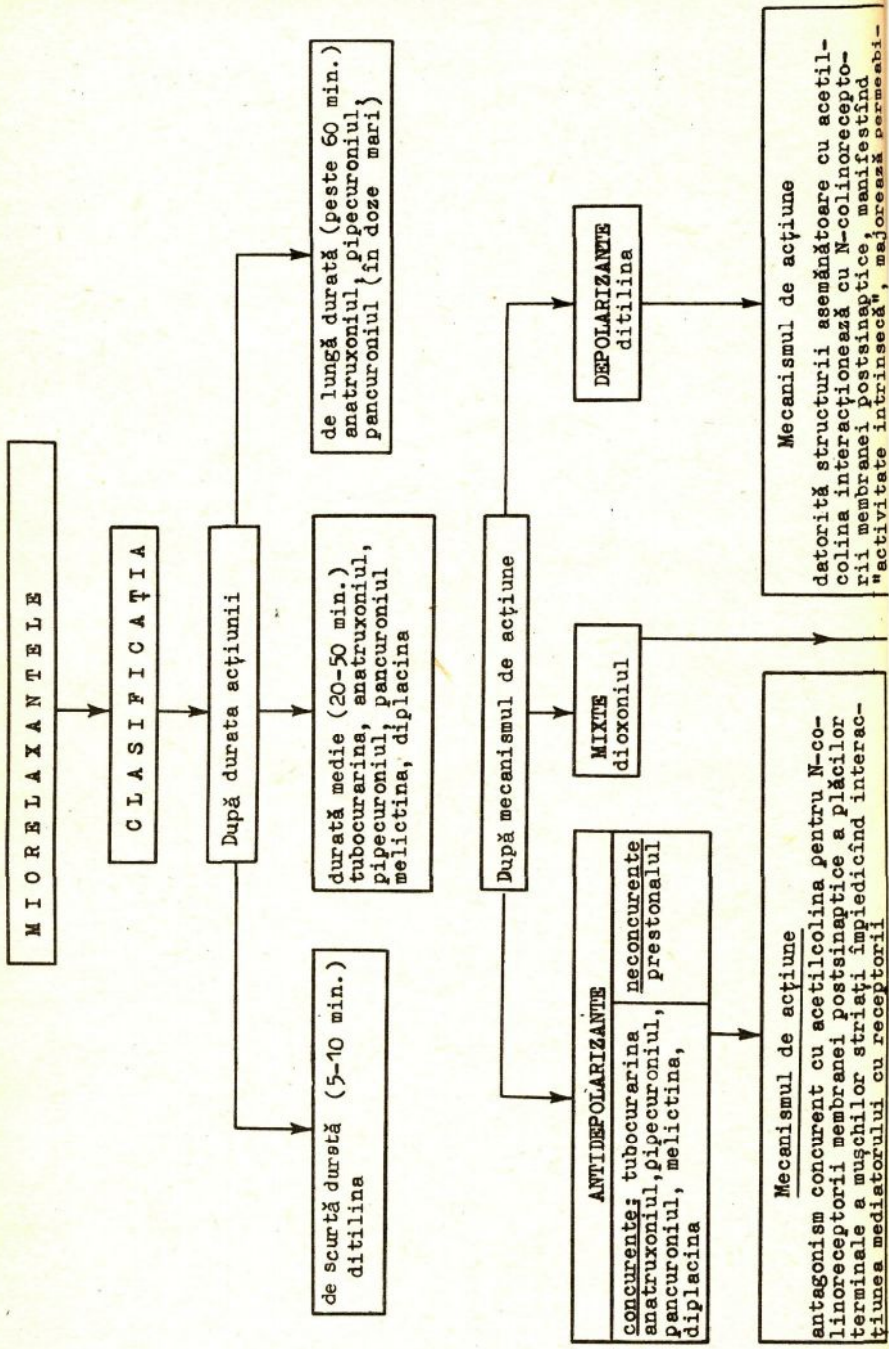 M I O R E L A X A N T E L E
C L A S I F I C A Ț I A
După durata acțiunii
de scurtă durată (5-10 min.)
ditilina
durată medie (20-50 min.)
tubocurarina, anatruxoniul,
pipecuroniul, pancuroniul
melictina, diplacina
de lungă durată (peste 60 min.)
anatruxoniul, pipecuroniul,
pancuroniul (în doze mari)
După mecanismul de acțiune
ANTIDEPOLARIZANTE
concurente: tubocurarina
anatruxoniul,pipecuroniul,
pancuroniul, melictina,
diplacina
neconcurente
prestonalul
MIXTE
dioxoniul
DEPOLARIZANTE
ditilina
Mecanismul de acțiune
antagonism concurent cu acetilcolina pentru N-co-
linoreceptorii membranei postsinaptice a plăcilor
terminale a mușchilor striați împiedicînd interac-
țiunea mediatorului cu receptorii
Mecanismul de acțiune
datorită structurii asemănătoare cu acetil-
colina interacționează cu N-colinorecepto-
rii membranei postsinaptice, manifestînd
"activitate intrinsecă", majorează permeabi-